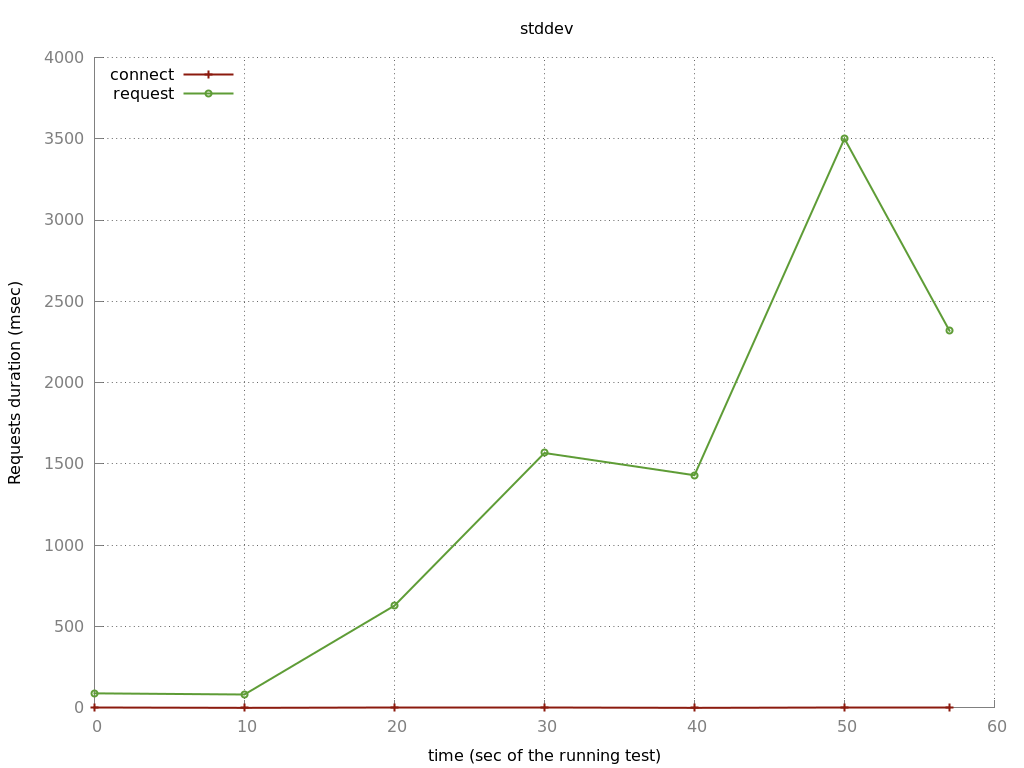 stddev
connect
request
4000
3500
3000
2500
2000
1500
1000
500
0
Requests duration (msec)
0 10 20 30 40 50 60
time (sec of the running test)